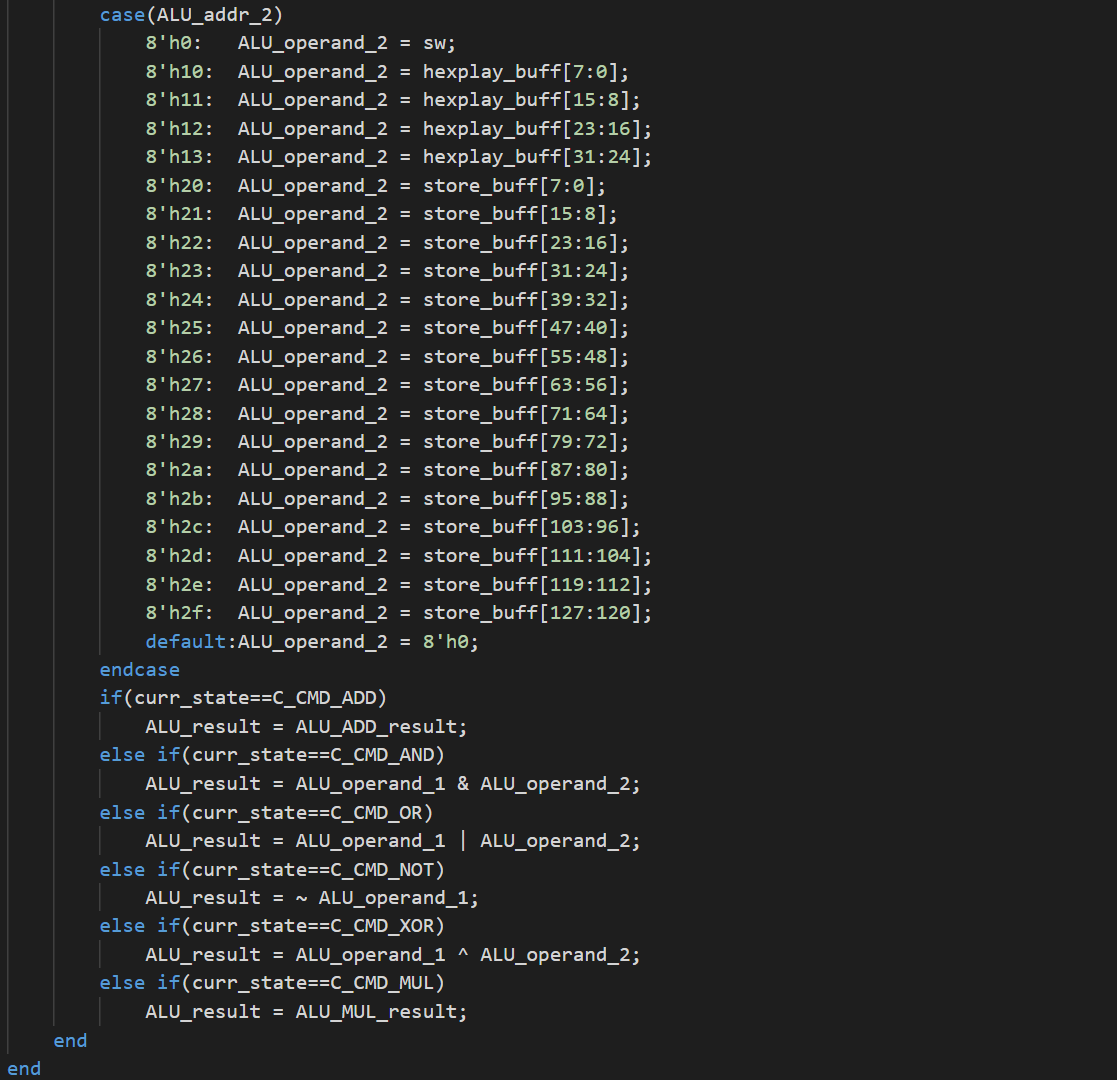 case(ALU_addr_2)
8'h0:   ALU_operand_2 = sw;
8'h10:  ALU_operand_2 = hexplay_buff[7:0];
8'h11:  ALU_operand_2 = hexplay_buff[15:8];
8'h12:  ALU_operand_2 = hexplay_buff[23:16];
8'h13:  ALU_operand_2 = hexplay_buff[31:24];
8'h20:  ALU_operand_2 = store_buff[7:0];
8'h21:  ALU_operand_2 = store_buff[15:8];
8'h22:  ALU_operand_2 = store_buff[23:16];
8'h23:  ALU_operand_2 = store_buff[31:24];
8'h24:  ALU_operand_2 = store_buff[39:32];
8'h25:  ALU_operand_2 = store_buff[47:40];
8'h26:  ALU_operand_2 = store_buff[55:48];
8'h27:  ALU_operand_2 = store_buff[63:56];
8'h28:  ALU_operand_2 = store_buff[71:64];
8'h29:  ALU_operand_2 = store_buff[79:72];
8'h2a:  ALU_operand_2 = store_buff[87:80];
8'h2b:  ALU_operand_2 = store_buff[95:88];
8'h2c:  ALU_operand_2 = store_buff[103:96];
8'h2d:  ALU_operand_2 = store_buff[111:104];
8'h2e:  ALU_operand_2 = store_buff[119:112];
8'h2f:  ALU_operand_2 = store_buff[127:120];
default:ALU_operand_2 = 8'h0;
endcase
if(curr_state==C_CMD_ADD)
ALU_result = ALU_ADD_result;
else if(curr_state==C_CMD_AND)
ALU_result = ALU_operand_1 & ALU_operand_2;
else if(curr_state==C_CMD_OR)
ALU_result = ALU_operand_1 | ALU_operand_2;
else if(curr_state==C_CMD_NOT)
ALU_result = ~ ALU_operand_1;
else if(curr_state==C_CMD_XOR)
ALU_result = ALU_operand_1 ^ ALU_operand_2;
else if(curr_state==C_CMD_MUL)
ALU_result = ALU_MUL_result;
end
end